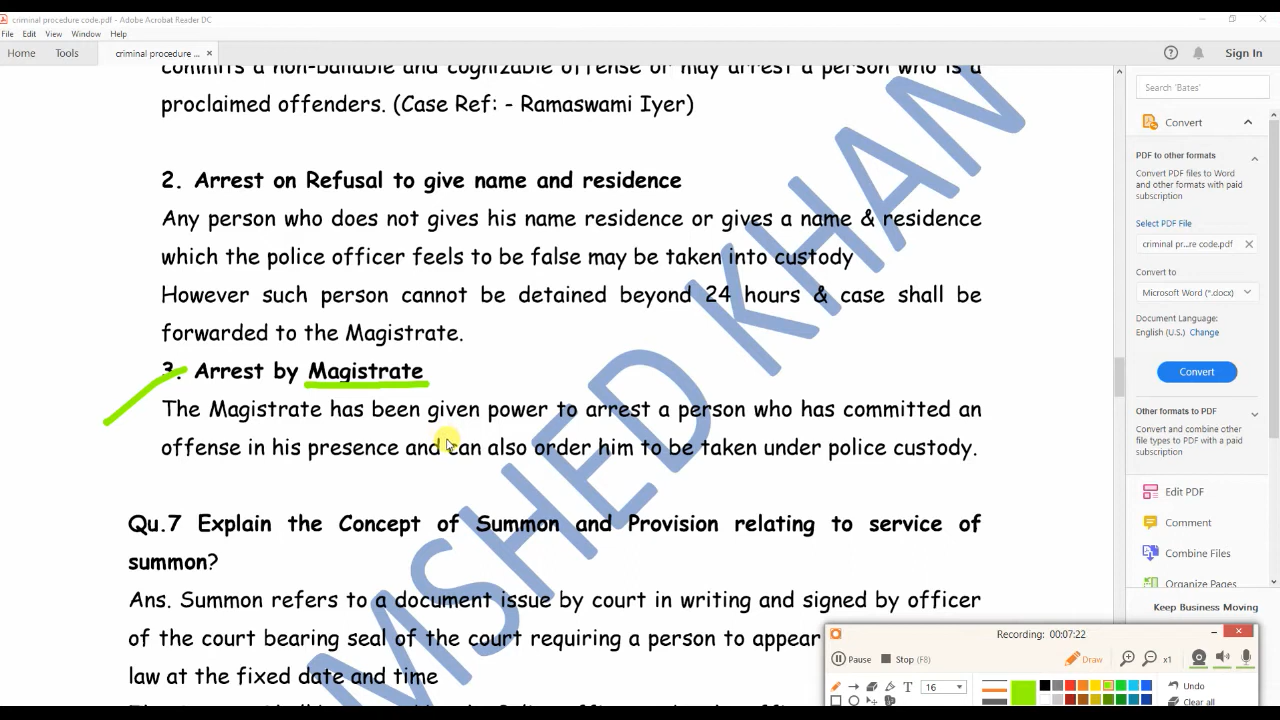 criminal procedure code.pdf - Adobe Acrobat Reader DC
File Edit View Window Help
Home Tools criminal procedure ... × Sign In
commits a non-bailable and cognizable offense or may arrest a person who is a
proclaimed offenders. (Case Ref: - Ramaswami Iyer)
2. Arrest on Refusal to give name and residence
Any person who does not gives his name residence or gives a name & residence
which the police officer feels to be false may be taken into custody
However such person cannot be detained beyond 24 hours & case shall be
forwarded to the Magistrate.
3. Arrest by Magistrate
The Magistrate has been given power to arrest a person who has committed an
offense in his presence and can also order him to be taken under police custody.
Qu.7 Explain the Concept of Summon and Provision relating to service of
summon?
Ans. Summon refers to a document issue by court in writing and signed by officer
of the court bearing seal of the court requiring a person to appear
law at the fixed date and time
MSHED KHAN
Search 'Bates'
Convert
PDF to other formats
Convert PDF files to Word
and other formats with paid
subscription
Select PDF File
criminal pr...re code.pdf
Convert to
Microsoft Word (*.docx)
Document Language:
English (U.S.) Change
Convert
Other formats to PDF
Convert and combine other
file types to PDF with a paid
subscription
Edit PDF
Comment
Combine Files
Organize Pages
Keep Business Moving
Recording: 00:07:22
Pause Stop (F8) Draw x1
T 16 Undo
Clear all